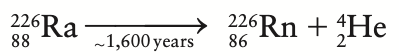 ²²⁶₈₈Ra ⟶ ~1,600 years ²²⁶₈₆Rn + ⁴₂He